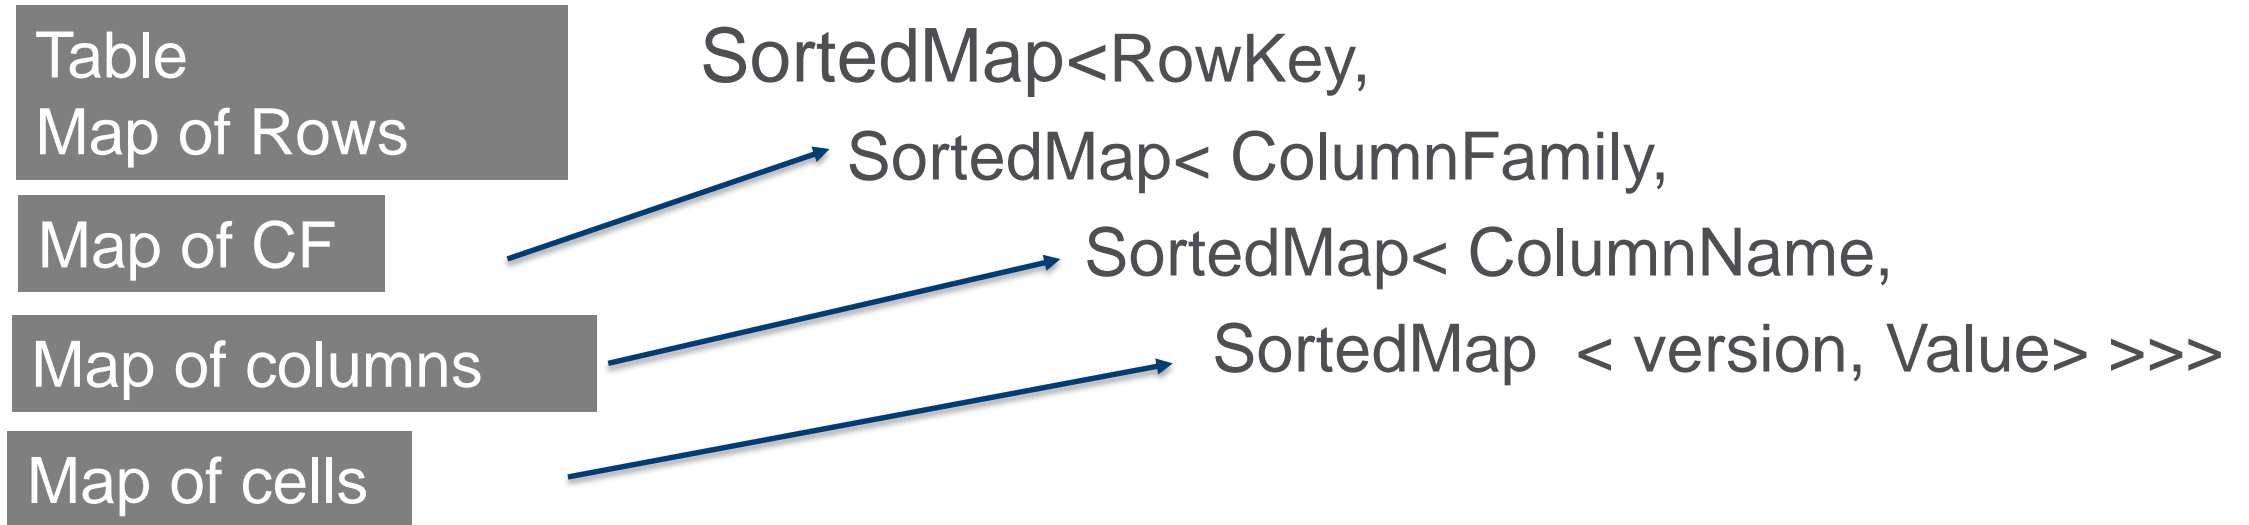 Table
Map of Rows
Map of CF
Map of columns
Map of cells
SortedMap<RowKey,
SortedMap< ColumnFamily,
SortedMap< ColumnName,
SortedMap < version, Value> >>>